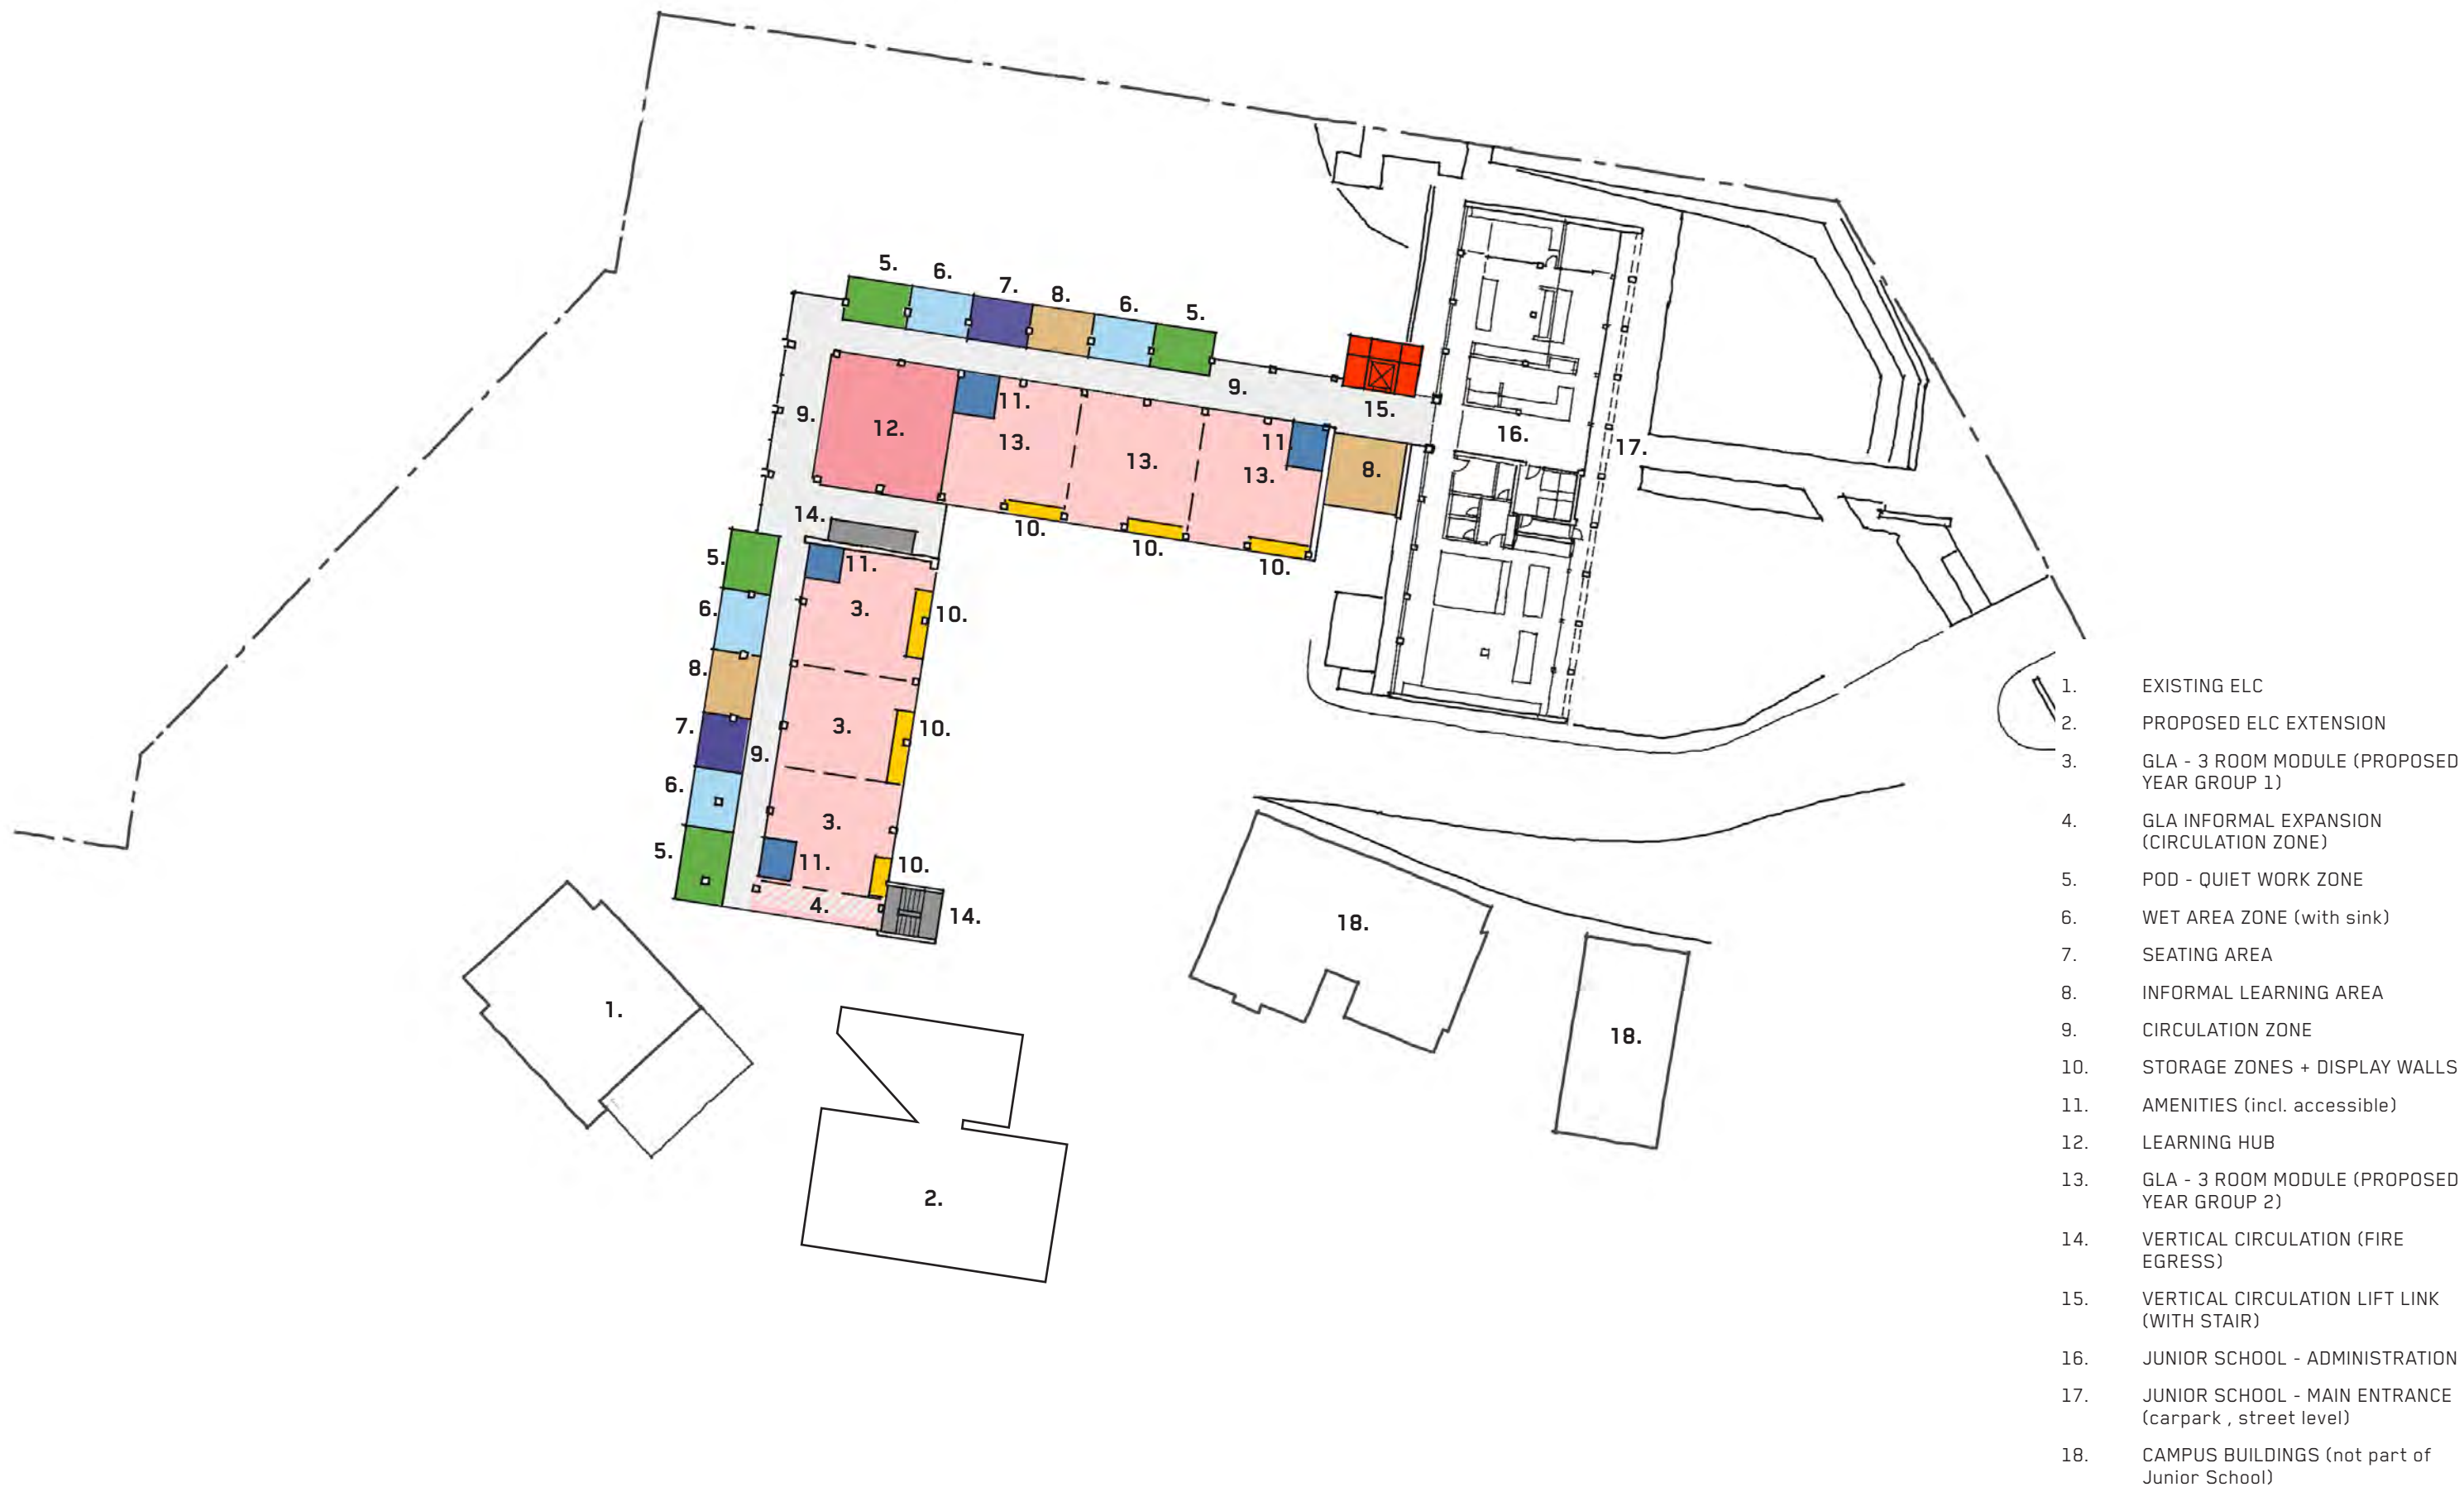 5.
6.
7.
8.
6.
5.
9.
11.
15.
9.
12.
13.
13.
11.
13.
8.
16.
17.
14.
10.
10.
10.
5.
11.
6.
3.
10.
8.
7.
3.
10.
9.
6.
3.
5.
11.
10.
4.
14.
18.
1.
18.
2.
1. EXISTING ELC
2. PROPOSED ELC EXTENSION
3. GLA - 3 ROOM MODULE (PROPOSED
YEAR GROUP 1)
4. GLA INFORMAL EXPANSION
(CIRCULATION ZONE)
5. POD - QUIET WORK ZONE
6. WET AREA ZONE (with sink)
7. SEATING AREA
8. INFORMAL LEARNING AREA
9. CIRCULATION ZONE
10. STORAGE ZONES + DISPLAY WALLS
11. AMENITIES (incl. accessible)
12. LEARNING HUB
13. GLA - 3 ROOM MODULE (PROPOSED
YEAR GROUP 2)
14. VERTICAL CIRCULATION (FIRE
EGRESS)
15. VERTICAL CIRCULATION LIFT LINK
(WITH STAIR)
16. JUNIOR SCHOOL - ADMINISTRATION
17. JUNIOR SCHOOL - MAIN ENTRANCE
(carpark , street level)
18. CAMPUS BUILDINGS (not part of
Junior School)